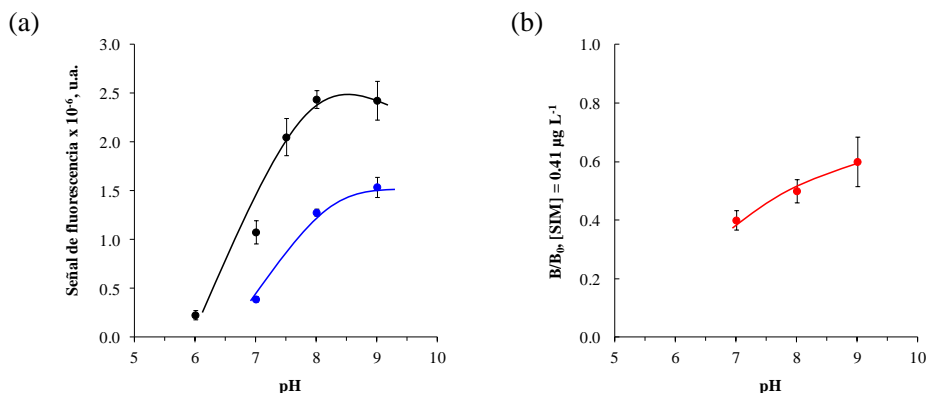 (a)
(b)
Señal de fluorescencia x 10⁻⁶, u.a.
3.0
2.5
2.0
1.5
1.0
0.5
0.0
5 6 7 8 9 10
pH
B/B₀, [SIM] = 0.41 µg L⁻¹
1.0
0.8
0.6
0.4
0.2
0.0
5 6 7 8 9 10
pH